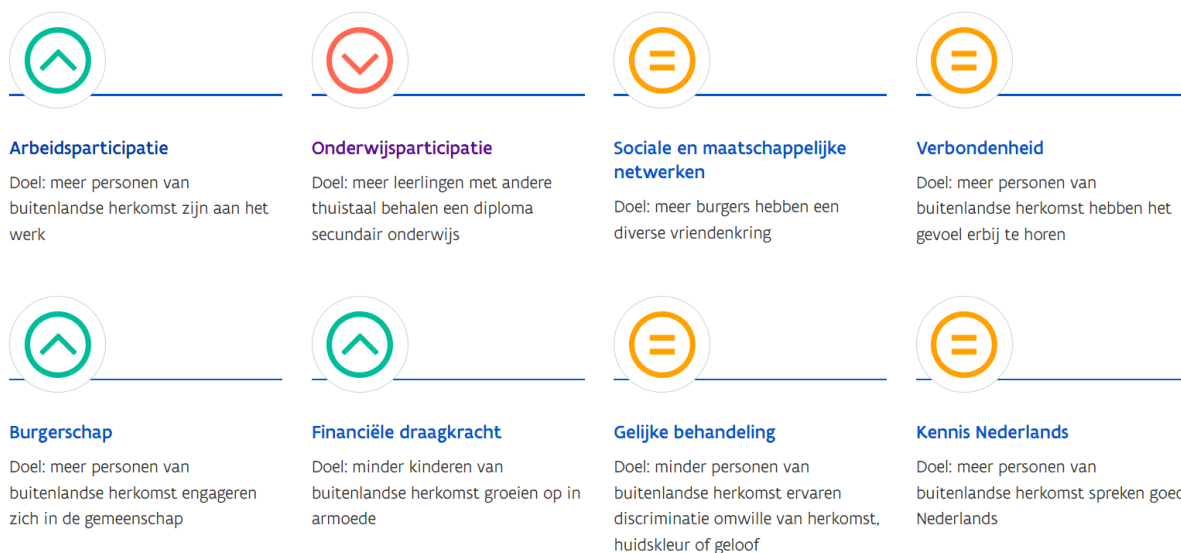 Arbeidsparticipatie
Doel: meer personen van
buitenlandse herkomst zijn aan het
werk
Onderwijsparticipatie
Doel: meer leerlingen met andere
thuistaal behalen een diploma
secundair onderwijs
Sociale en maatschappelijke
netwerken
Doel: meer burgers hebben een
diverse vriendenkring
Verbondenheid
Doel: meer personen van
buitenlandse herkomst hebben het
gevoel erbij te horen
Burgerschap
Doel: meer personen van
buitenlandse herkomst engageren
zich in de gemeenschap
Financiële draagkracht
Doel: minder kinderen van
buitenlandse herkomst groeien op in
armoede
Gelijke behandeling
Doel: minder personen van
buitenlandse herkomst ervaren
discriminatie omwille van herkomst,
huidskleur of geloof
Kennis Nederlands
Doel: meer personen van
buitenlandse herkomst spreken goed
Nederlands